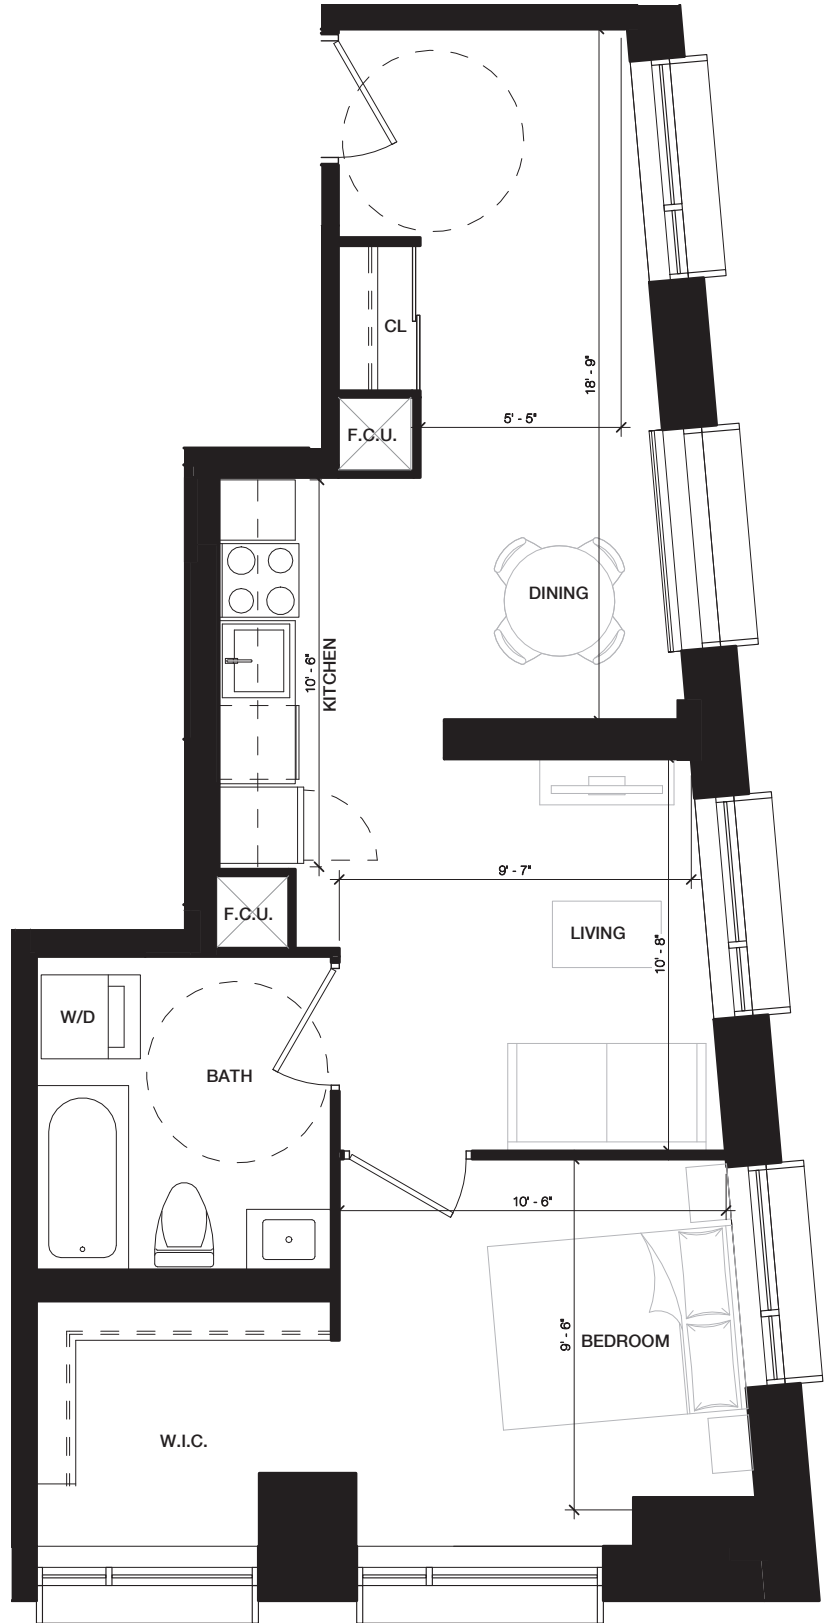 CL
18' - 9"
5' - 5"
F.C.U.
DINING
10' - 6"
KITCHEN
9' - 7"
F.C.U.
LIVING
10' - 8"
W/D
BATH
10' - 6"
9' - 6"
BEDROOM
W.I.C.